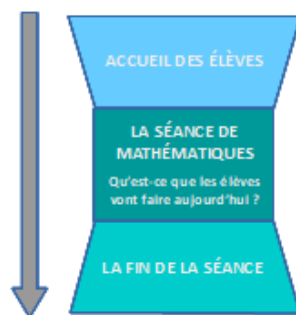 ACCUEIL DES ÉLÈVES
LA SÉANCE DE
MATHÉMATIQUES
Qu'est-ce que les élèves
vont faire aujourd'hui ?
LA FIN DE LA SÉANCE